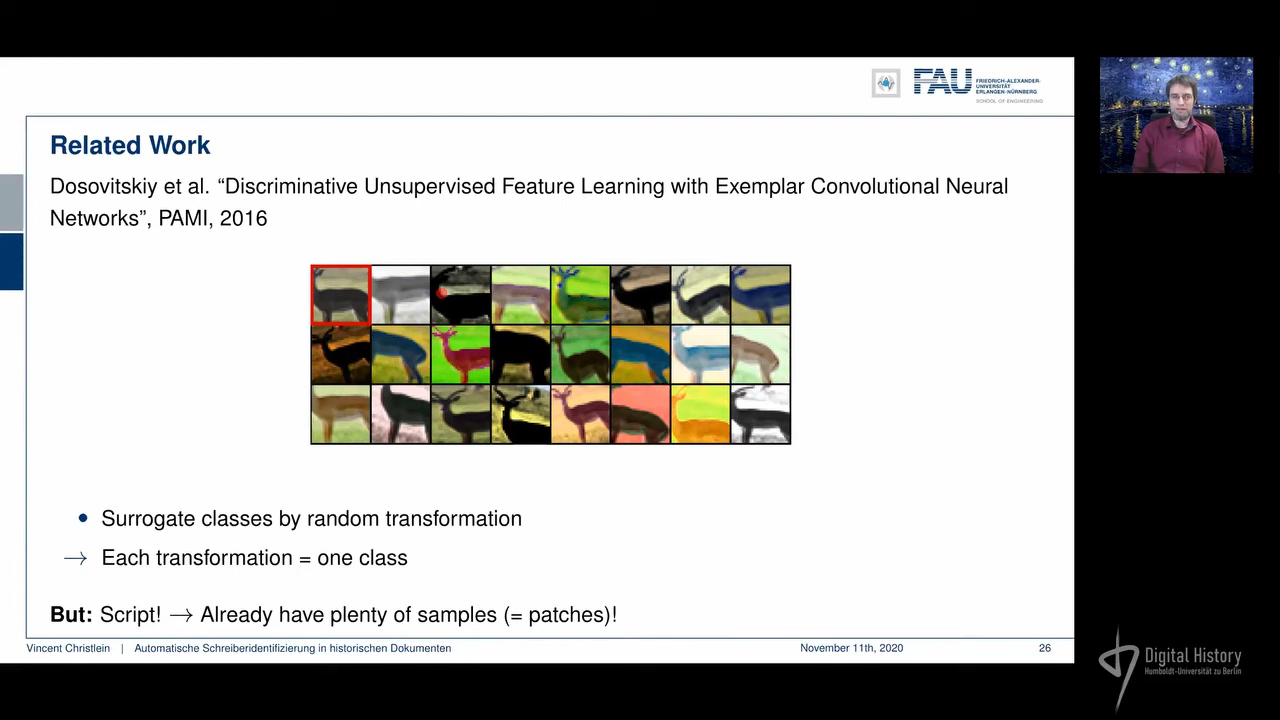 FAU
FRIEDRICH-ALEXANDER-
UNIVERSITÄT
ERLANGEN-NÜRNBERG
SCHOOL OF ENGINEERING
Related Work
Dosovitskiy et al. “Discriminative Unsupervised Feature Learning with Exemplar Convolutional Neural
Networks”, PAMI, 2016
• Surrogate classes by random transformation
→ Each transformation = one class
But: Script! → Already have plenty of samples (= patches)!
Vincent Christlein | Automatische Schreiberidentifizierung in historischen Dokumenten November 11th, 2020 26
Digital History
Humboldt-Universität zu Berlin